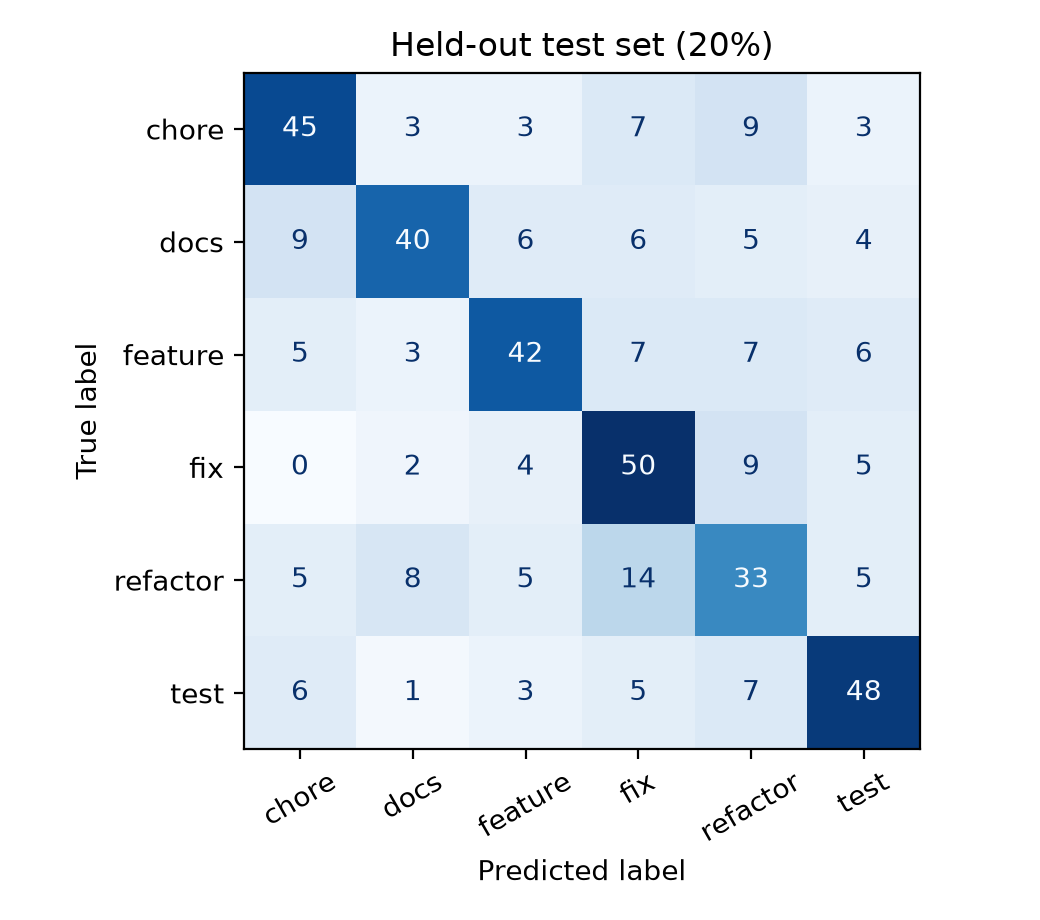 Held-out test set (20%)
chore 45 3 3 7 9 3
docs 9 40 6 6 5 4
feature 5 3 42 7 7 6
fix 0 2 4 50 9 5
refactor 5 8 5 14 33 5
test 6 1 3 5 7 48
True label
chore docs feature fix refactor test
Predicted label